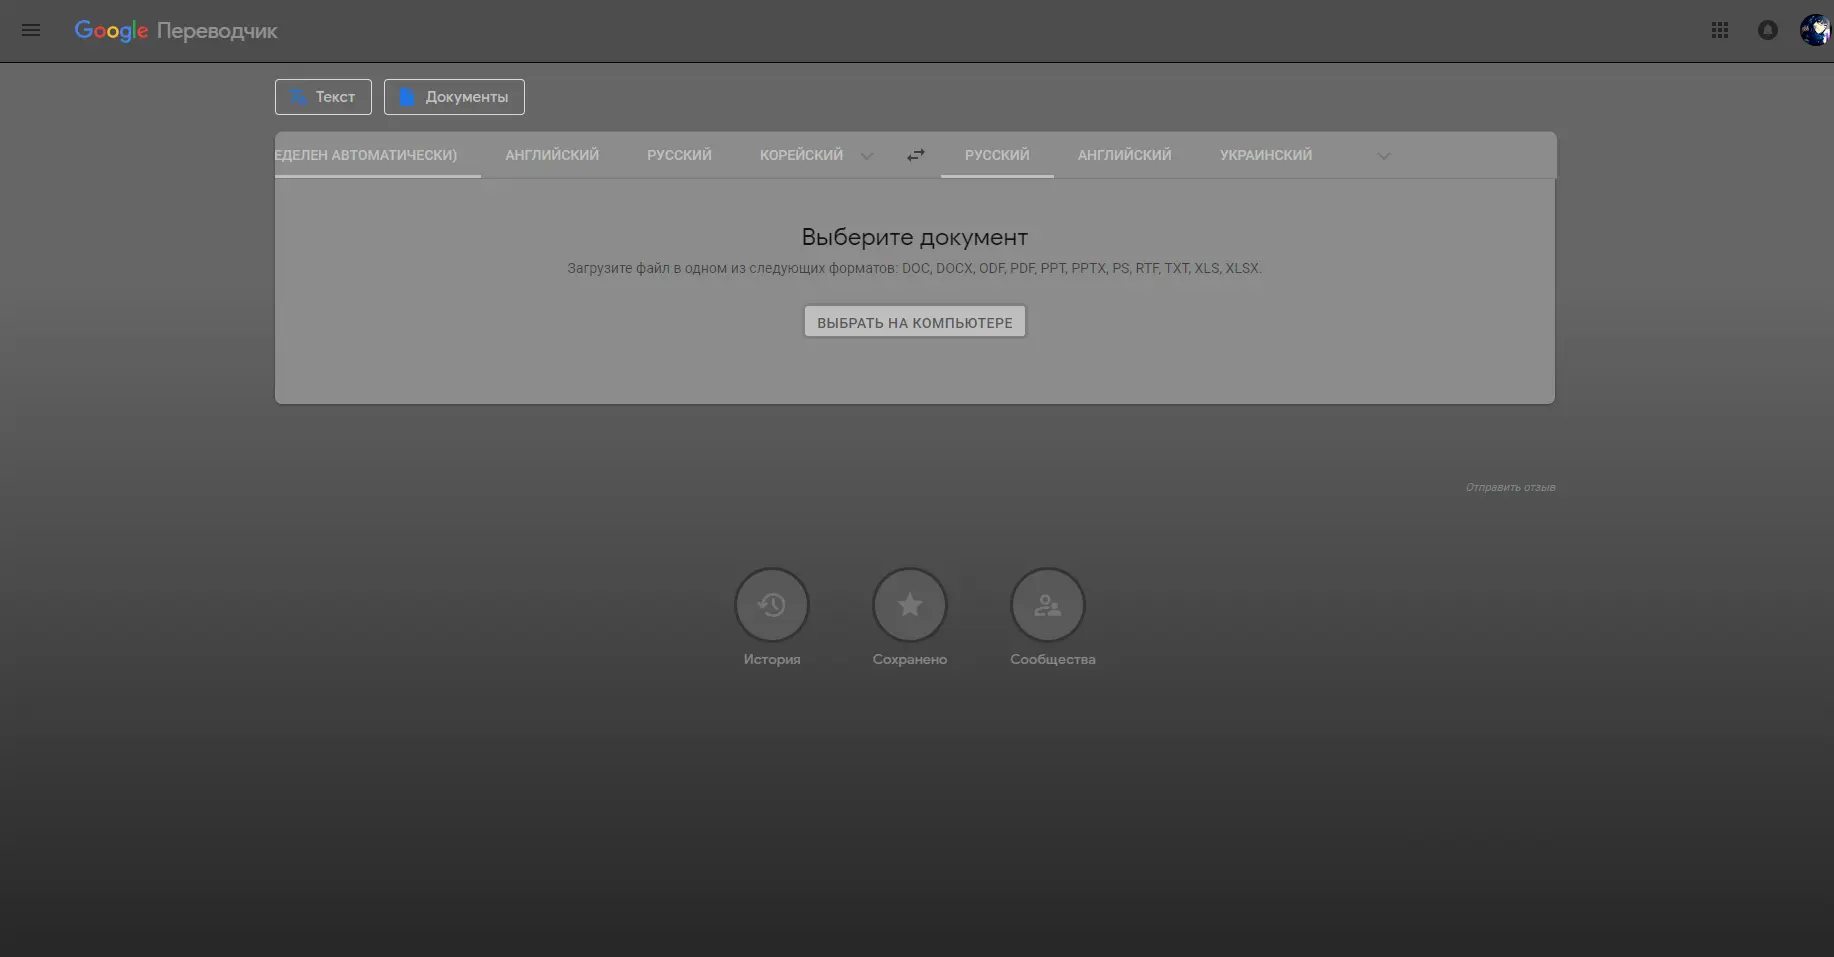 Google Переводчик
Текст
Документы
ЕДЕЛЕН АВТОМАТИЧЕСКИ) АНГЛИЙСКИЙ РУССКИЙ КОРЕЙСКИЙ РУССКИЙ АНГЛИЙСКИЙ УКРАИНСКИЙ
Выберите документ
Загрузите файл в одном из следующих форматов: DOC, DOCX, ODF, PDF, PPT, PPTX, PS, RTF, TXT, XLS, XLSX.
ВЫБРАТЬ НА КОМПЬЮТЕРЕ
Отправить отзыв
История
Сохранено
Сообщества